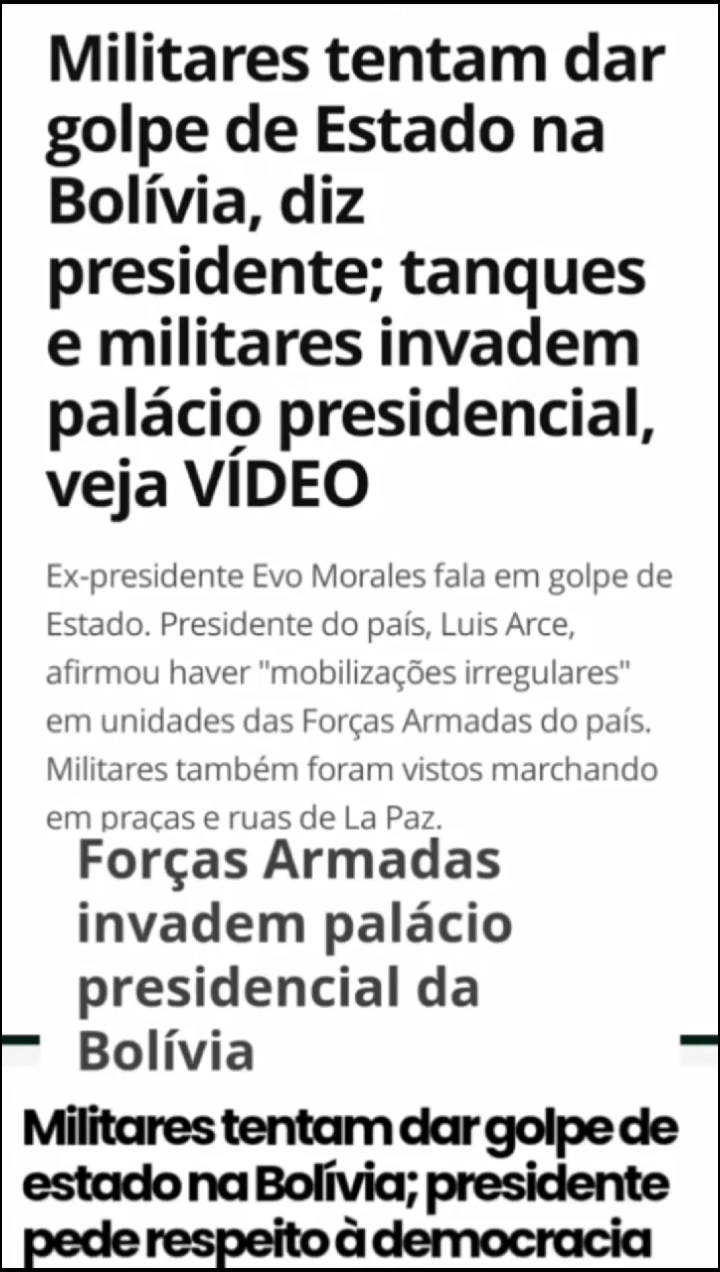 Militares tentam dar
golpe de Estado na
Bolívia, diz
presidente; tanques
e militares invadem
palácio presidencial,
veja VÍDEO
Ex-presidente Evo Morales fala em golpe de
Estado. Presidente do país, Luis Arce,
afirmou haver "mobilizações irregulares"
em unidades das Forças Armadas do país.
Militares também foram vistos marchando
em praças e ruas de La Paz.
Forças Armadas
invadem palácio
presidencial da
Bolívia
Militares tentam dar golpe de
estado na Bolívia; presidente
pede respeito à democracia